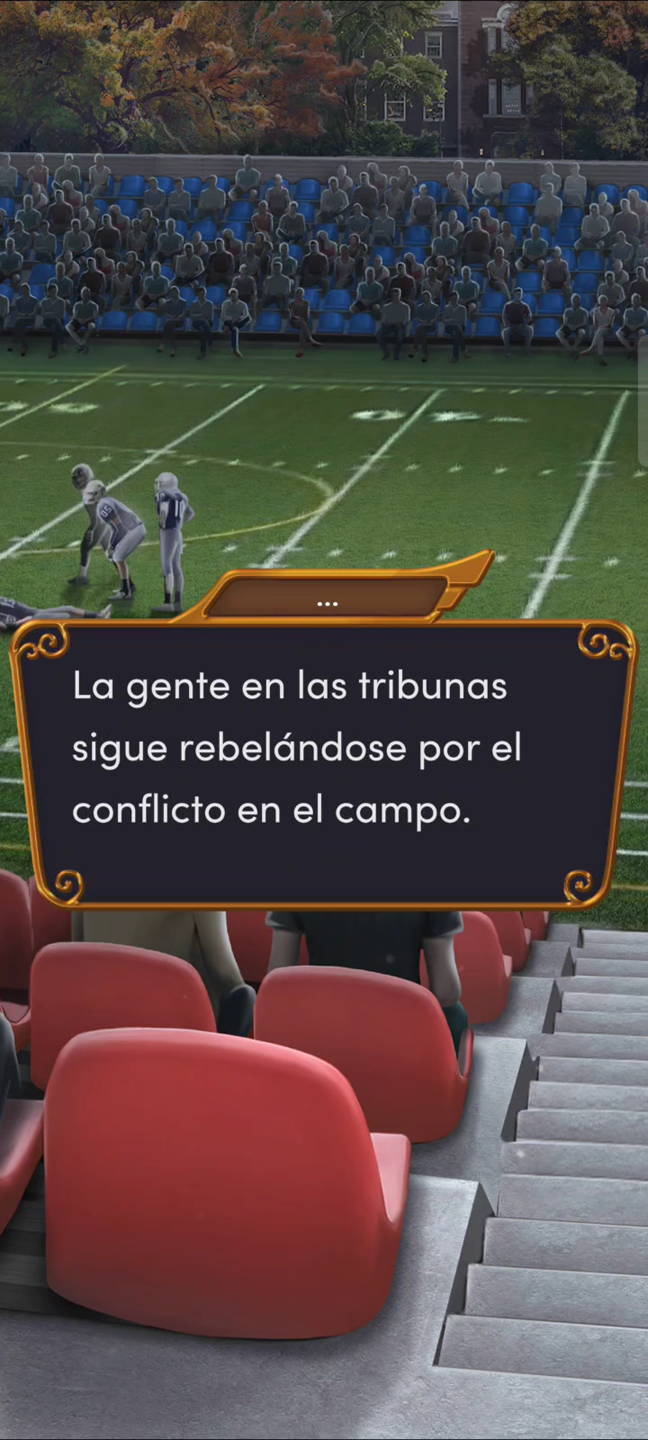 ...
La gente en las tribunas
sigue rebelándose por el
conflicto en el campo.